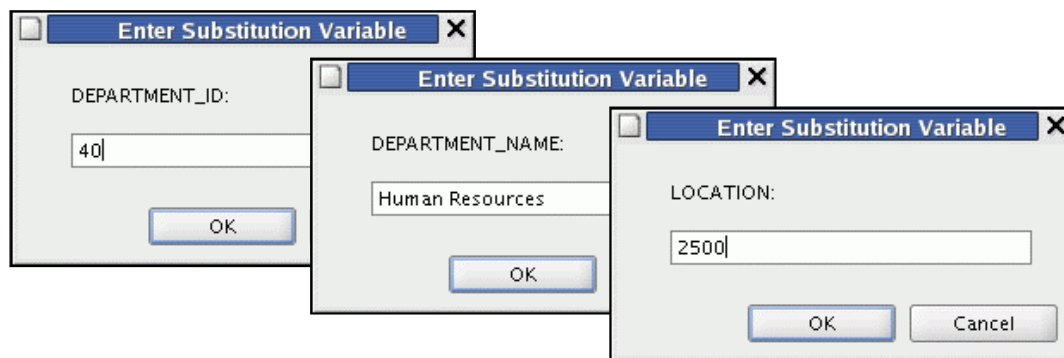 Enter Substitution Variable
DEPARTMENT_ID:
40
OK
Enter Substitution Variable
DEPARTMENT_NAME:
Human Resources
OK
Enter Substitution Variable
LOCATION:
2500
OK
Cancel